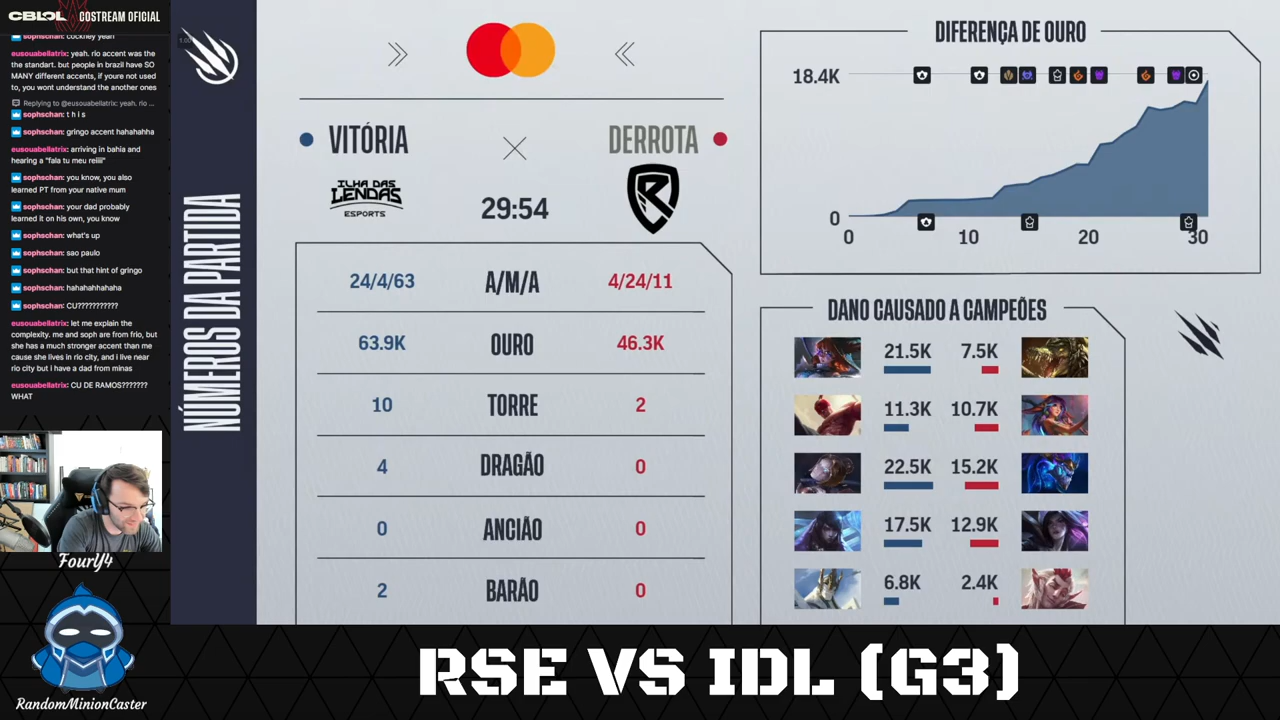 CBLOL COSTREAM OFICIAL
sophschan: cockney yeah
eusouabellatrix: yeah. rio accent was the
standart. but people in brazil have SO
MANY different accents, if youre not used
to, you wont understand the another ones
Replying to @eusouabellatrix: yeah. rio ...
sophschan: t h i s
sophschan: gringo accent hahahahha
eusouabellatrix: arriving in bahia and
hearing a "fala tu meu reiiii"
sophschan: you know, you also
learned PT from your native mum
sophschan: your dad probably
learned it on his own, you know
sophschan: what's up
sophschan: sao paulo
sophschan: but that hint of gringo
sophschan: hahahahhahaha
sophschan: CU???????????
eusouabellatrix: let me explain the
complexity. me and soph are from frio, but
she has a much stronger accent than me
cause she lives in rio city, and i live near
rio city but i have a dad from minas
eusouabellatrix: CU DE RAMOS???????
WHAT
FourlY4
RandomMinionCaster
NÚMEROS DA PARTIDA
VITÓRIA
DERROTA
ILHA DAS
LENDAS
ESPORTS
29:54
24/4/63 A/M/A 4/24/11
63.9K OURO 46.3K
10 TORRE 2
4 DRAGÃO 0
0 ANCIÃO 0
2 BARÃO 0
DIFERENÇA DE OURO
18.4K
0
0 10 20 30
DANO CAUSADO A CAMPEÕES
21.5K 7.5K
11.3K 10.7K
22.5K 15.2K
17.5K 12.9K
6.8K 2.4K
RSE VS IDL (G3)